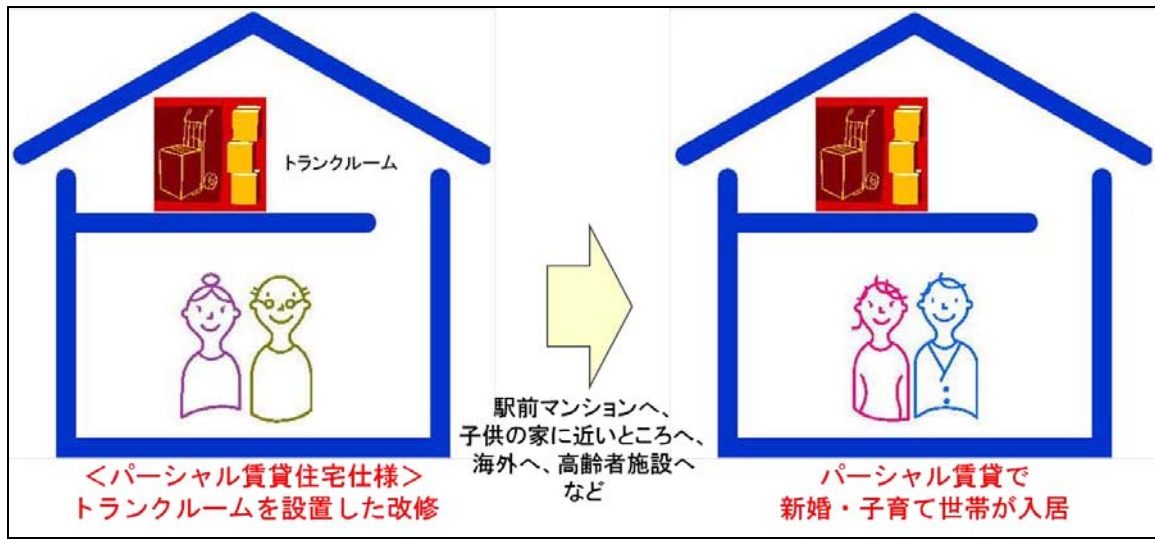 トランクルーム
駅前マンションへ、
子供の家に近いところへ、
海外へ、高齢者施設へ
など
＜パーシャル賃貸住宅仕様＞
トランクルームを設置した改修
パーシャル賃貸で
新婚・子育て世帯が入居